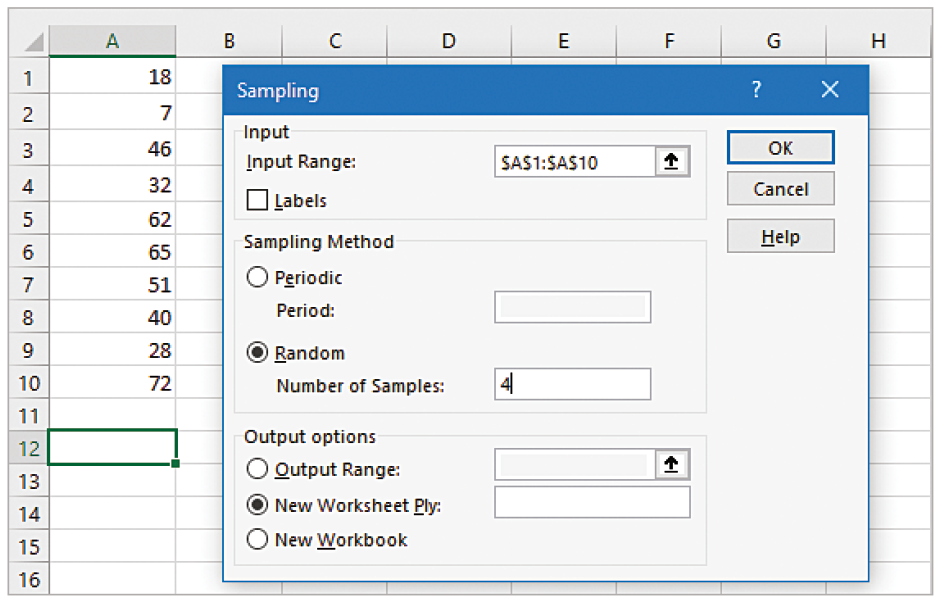 A B C D E F G H
1 18
2 7
3 46
4 32
5 62
6 65
7 51
8 40
9 28
10 72
11
12
13
14
15
16
Sampling ?
Input
Input Range: $A$1:$A$10
Labels
Sampling Method
Periodic
Period:
Random
Number of Samples: 4
Output options
Output Range:
New Worksheet Ply:
New Workbook
OK
Cancel
Help